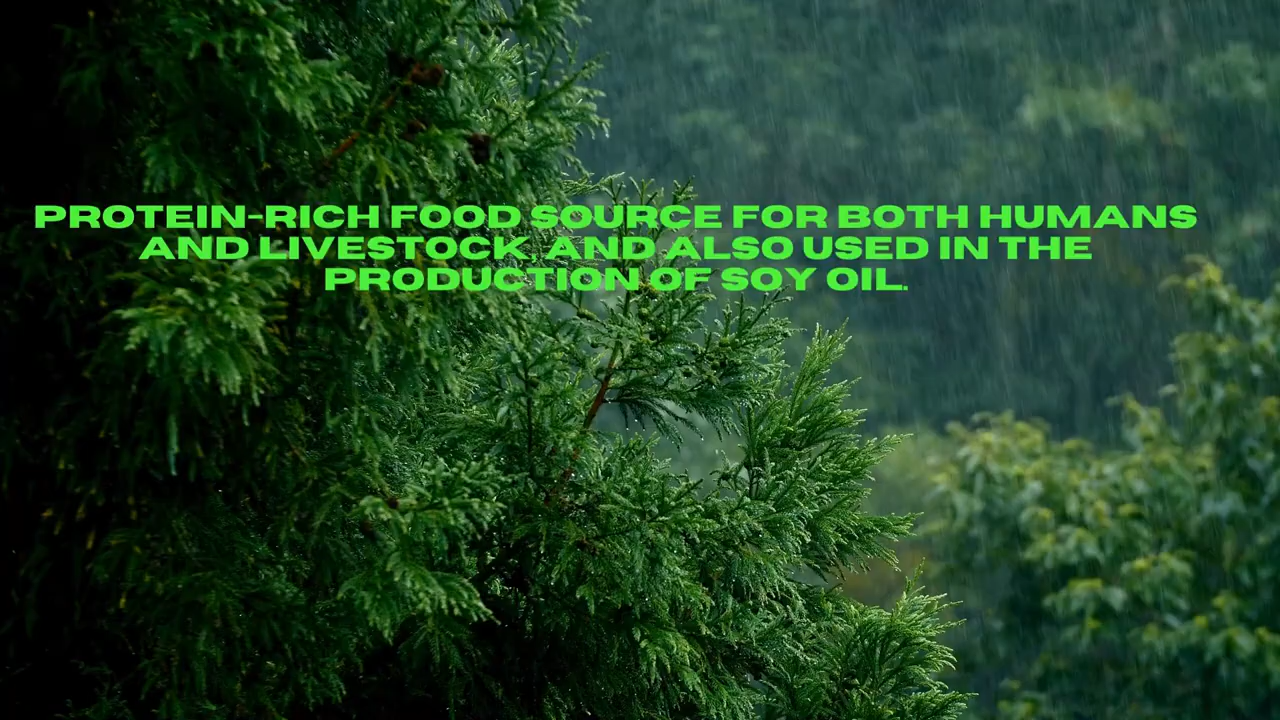 PROTEIN-RICH FOOD SOURCE FOR BOTH HUMANS
AND LIVESTOCK, AND ALSO USED IN THE
PRODUCTION OF SOY OIL.